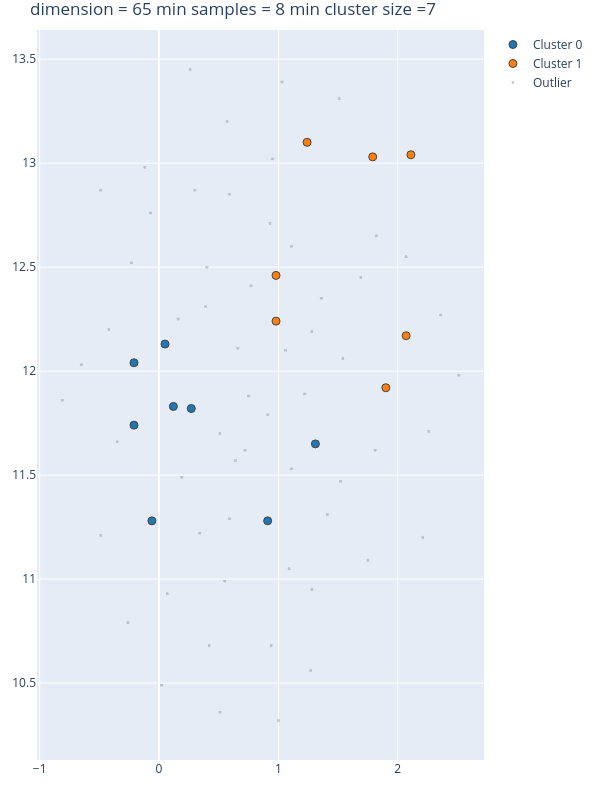 dimension = 65 min samples = 8 min cluster size =7
Cluster 0
Cluster 1
Outlier
13.5
13
12.5
12
11.5
11
10.5
−1
0
1
2